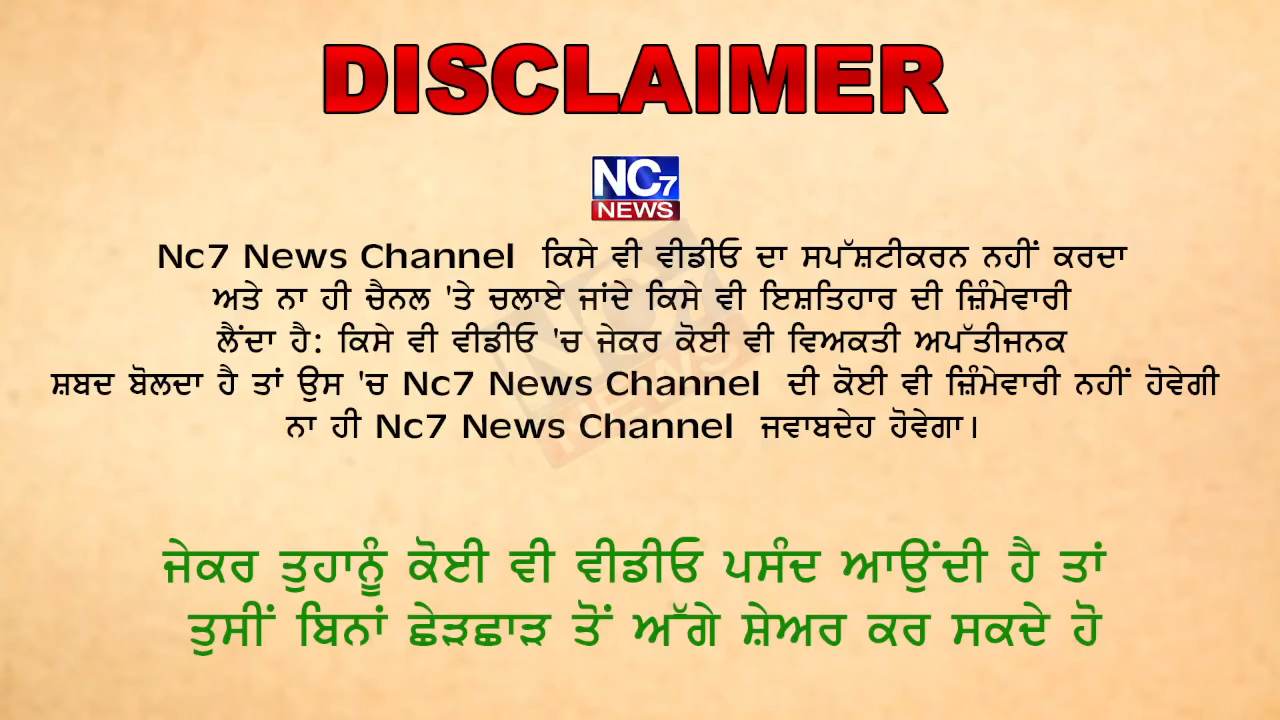 DISCLAIMER
NC7
NEWS
Nc7 News Channel ਕਿਸੇ ਵੀ ਵੀਡੀਓ ਦਾ ਸਪੱਸ਼ਟੀਕਰਨ ਨਹੀਂ ਕਰਦਾ
ਅਤੇ ਨਾ ਹੀ ਚੈਨਲ 'ਤੇ ਚਲਾਏ ਜਾਂਦੇ ਕਿਸੇ ਵੀ ਇਸ਼ਤਿਹਾਰ ਦੀ ਜ਼ਿੰਮੇਵਾਰੀ
ਲੈਂਦਾ ਹੈ: ਕਿਸੇ ਵੀ ਵੀਡੀਓ 'ਚ ਜੇਕਰ ਕੋਈ ਵੀ ਵਿਅਕਤੀ ਅਪੱਤੀਜਨਕ
ਸ਼ਬਦ ਬੋਲਦਾ ਹੈ ਤਾਂ ਉਸ 'ਚ Nc7 News Channel ਦੀ ਕੋਈ ਵੀ ਜ਼ਿੰਮੇਵਾਰੀ ਨਹੀਂ ਹੋਵੇਗੀ
ਨਾ ਹੀ Nc7 News Channel ਜਵਾਬਦੇਹ ਹੋਵੇਗਾ।
ਜੇਕਰ ਤੁਹਾਨੂੰ ਕੋਈ ਵੀ ਵੀਡੀਓ ਪਸੰਦ ਆਉਂਦੀ ਹੈ ਤਾਂ
ਤੁਸੀਂ ਬਿਨਾਂ ਛੇੜਛਾੜ ਤੋਂ ਅੱਗੇ ਸ਼ੇਅਰ ਕਰ ਸਕਦੇ ਹੋ